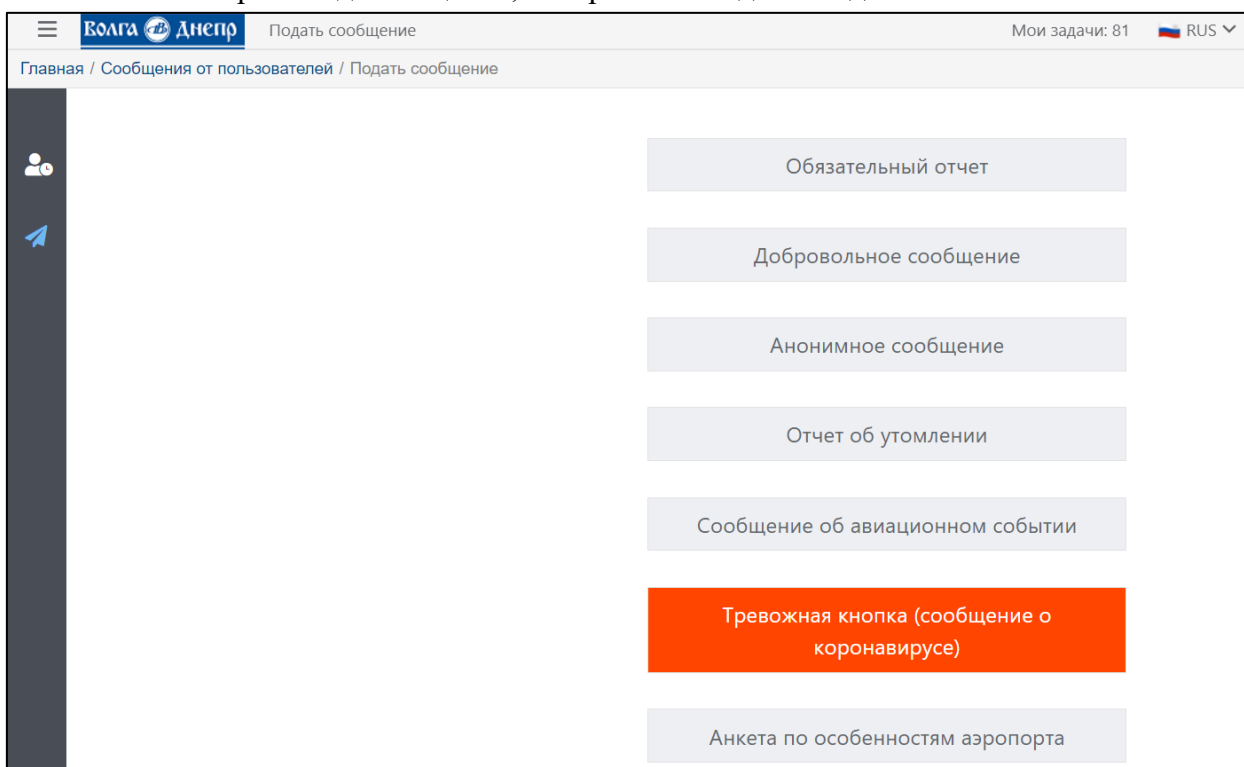 Волга Днепр Подать сообщение Мои задачи: 81 RUS
Главная / Сообщения от пользователей / Подать сообщение
Обязательный отчет
Добровольное сообщение
Анонимное сообщение
Отчет об утомлении
Сообщение об авиационном событии
Тревожная кнопка (сообщение о
коронавирусе)
Анкета по особенностям аэропорта